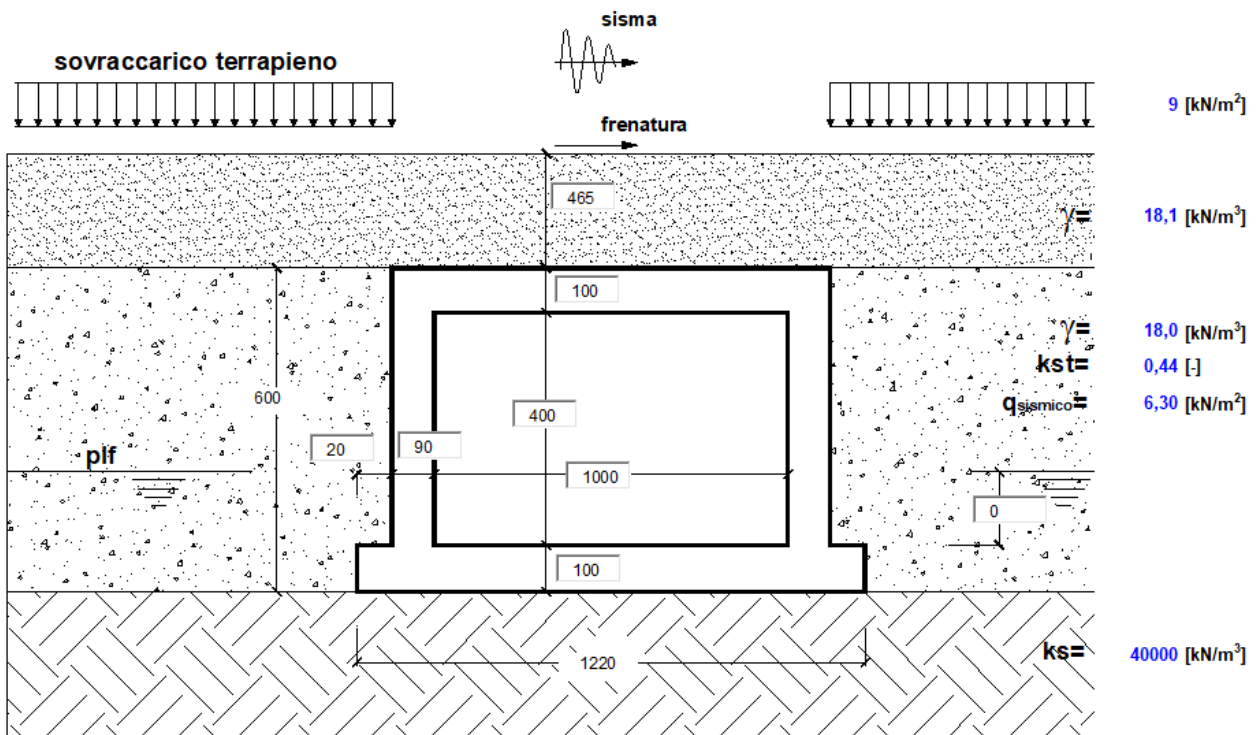 sisma
sovraccarico terrapieno
9 [kN/m²]
frenatura
465
γ= 18,1 [kN/m³]
100
γ= 18,0 [kN/m³]
kst= 0,44 [-]
600
400
qsismico= 6,30 [kN/m²]
20
90
plf
1000
0
100
1220
ks= 40000 [kN/m³]